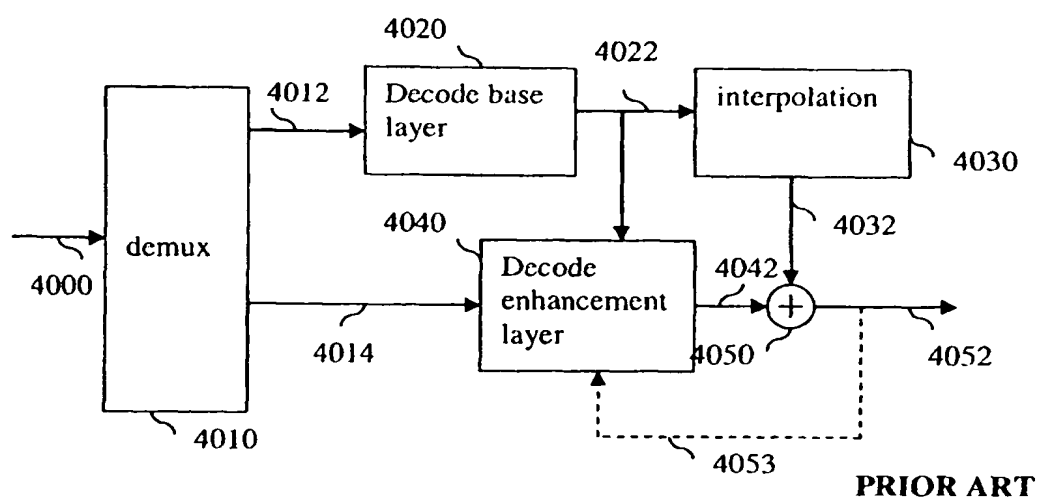 4020
4022
4012
Decode base
layer
interpolation
4030
4040
4032
demux
4000
Decode
enhancement
layer
4042
4014
4050
4052
4010
4053
PRIOR ART